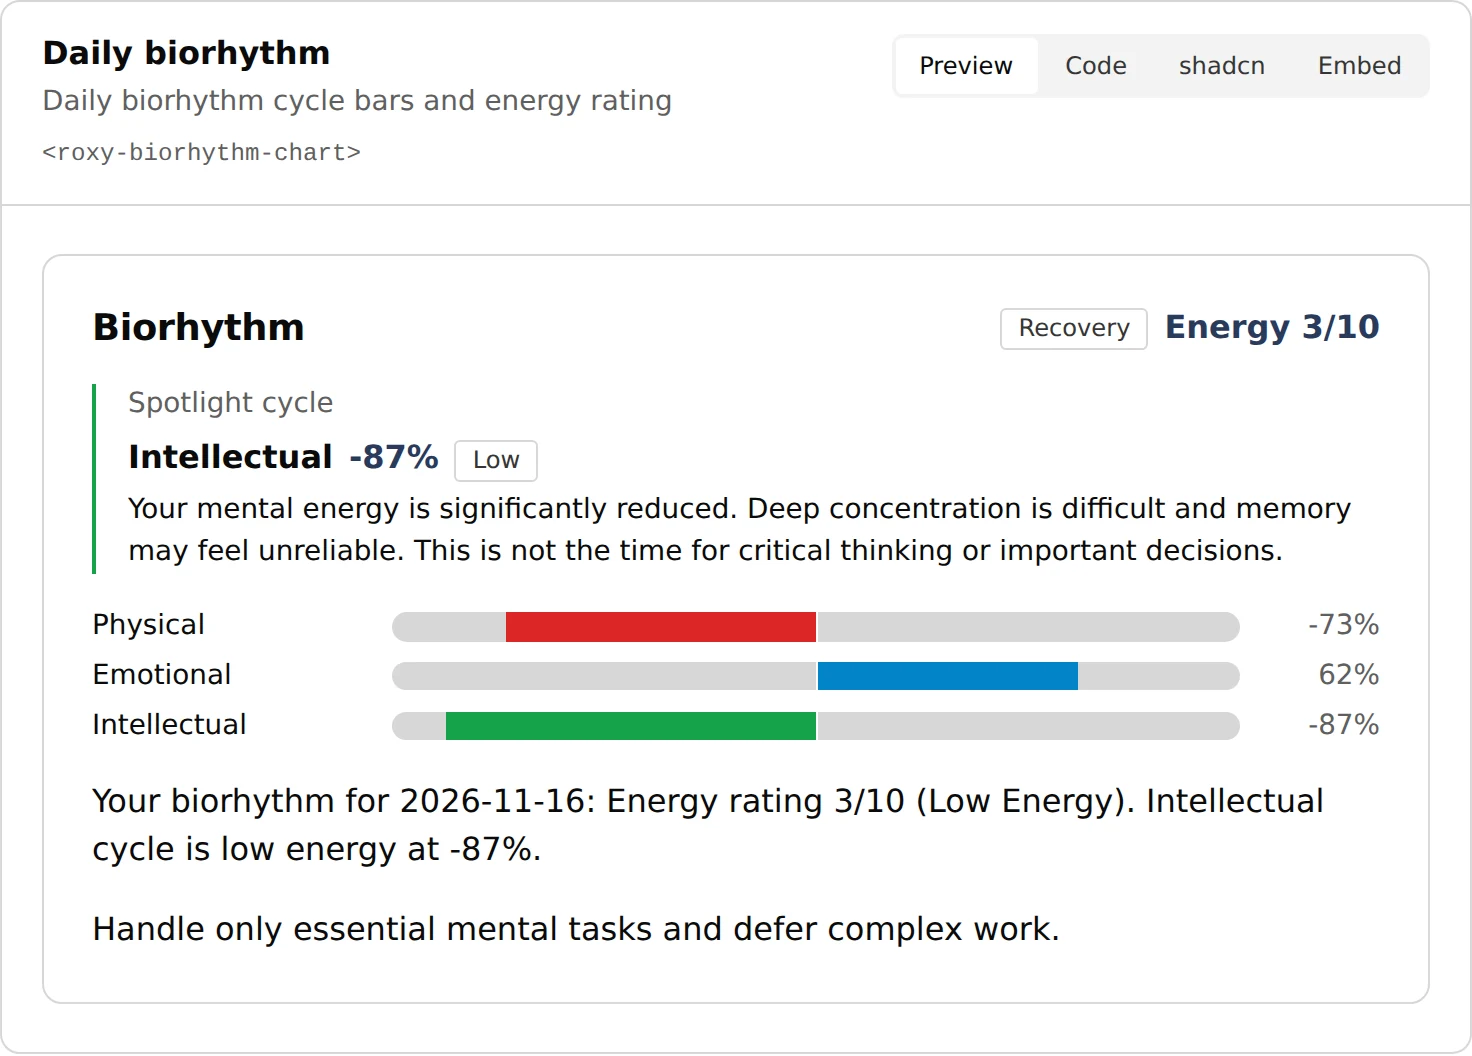 Daily biorhythm
Preview Code shadcn Embed
Daily biorhythm cycle bars and energy rating
<roxy-biorhythm-chart>
Biorhythm
Recovery Energy 3/10
Spotlight cycle
Intellectual -87% Low
Your mental energy is significantly reduced. Deep concentration is difficult and memory
may feel unreliable. This is not the time for critical thinking or important decisions.
Physical -73%
Emotional 62%
Intellectual -87%
Your biorhythm for 2026-11-16: Energy rating 3/10 (Low Energy). Intellectual
cycle is low energy at -87%.
Handle only essential mental tasks and defer complex work.